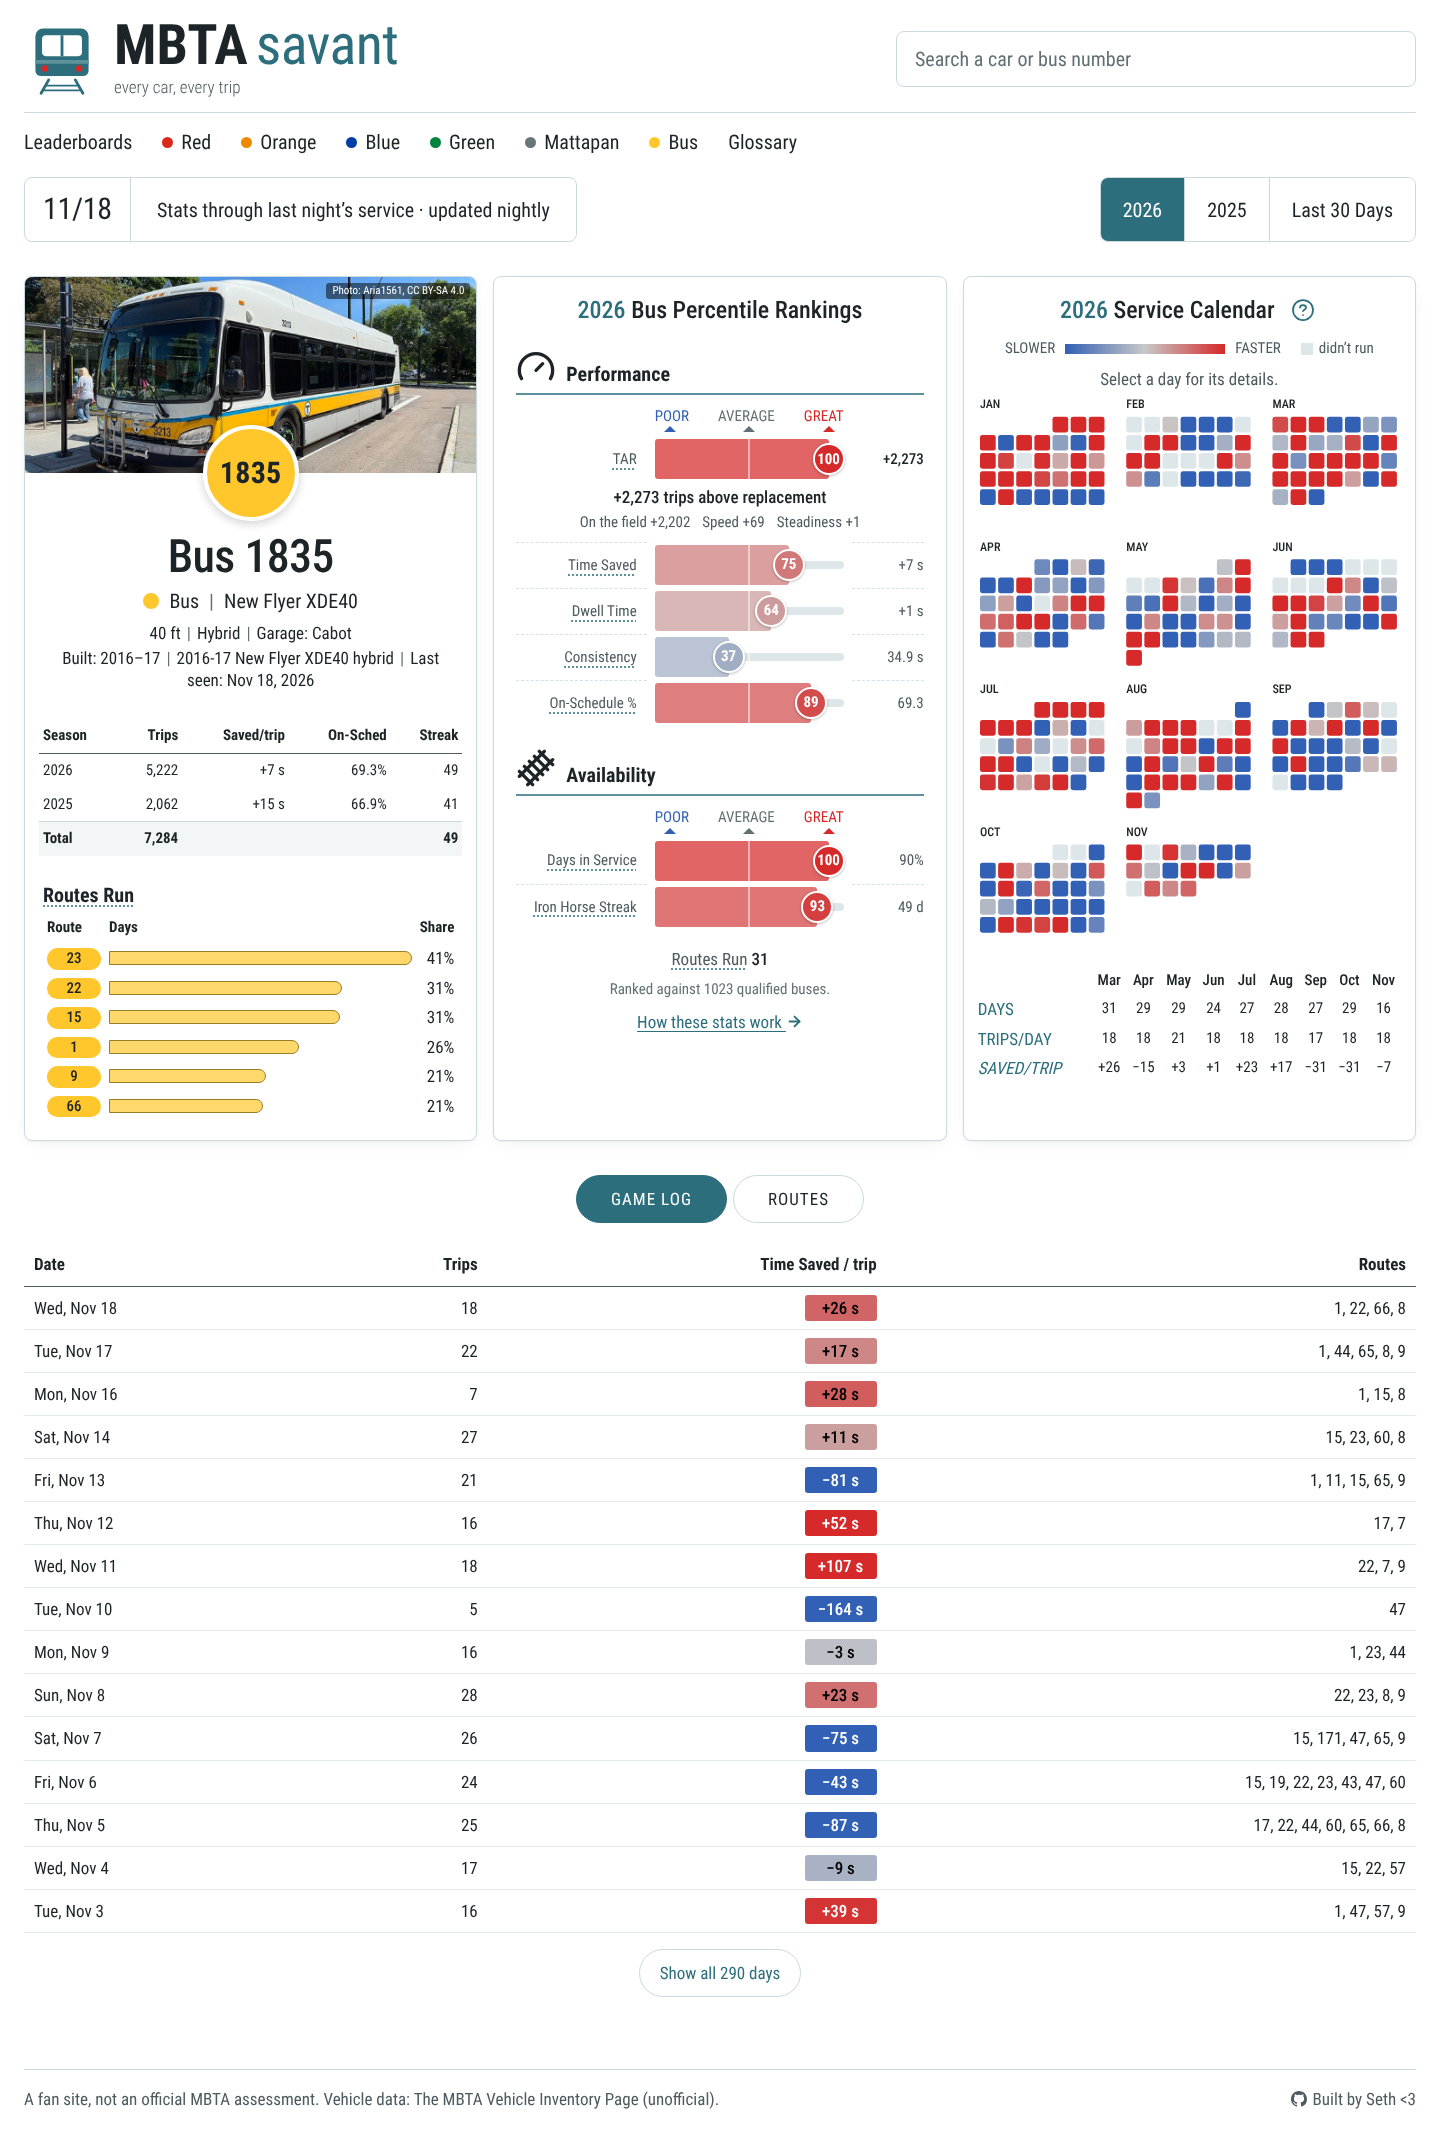 MBTA savant
every car, every trip
Search a car or bus number
Leaderboards Red Orange Blue Green Mattapan Bus Glossary
11/18 Stats through last night’s service · updated nightly
2026 2025 Last 30 Days
Photo: Aria1561, CC BY-SA 4.0
3213
3213
1835
Bus 1835
Bus | New Flyer XDE40
40 ft | Hybrid | Garage: Cabot
Built: 2016–17 | 2016-17 New Flyer XDE40 hybrid | Last
seen: Nov 18, 2026
Season Trips Saved/trip On-Sched Streak
2026 5,222 +7 s 69.3% 49
2025 2,062 +15 s 66.9% 41
Total 7,284 49
Routes Run
Route Days Share
23 41%
22 31%
15 31%
1 26%
9 21%
66 21%
2026 Bus Percentile Rankings
Performance
POOR AVERAGE GREAT
TAR 100 +2,273
+2,273 trips above replacement
On the field +2,202 Speed +69 Steadiness +1
Time Saved 75 +7 s
Dwell Time 64 +1 s
Consistency 37 34.9 s
On-Schedule % 89 69.3
Availability
POOR AVERAGE GREAT
Days in Service 100 90%
Iron Horse Streak 93 49 d
Routes Run 31
Ranked against 1023 qualified buses.
How these stats work →
2026 Service Calendar ?
SLOWER FASTER didn’t run
Select a day for its details.
JAN FEB MAR
APR MAY JUN
JUL AUG SEP
OCT NOV
Mar Apr May Jun Jul Aug Sep Oct Nov
DAYS 31 29 29 24 27 28 27 29 16
TRIPS/DAY 18 18 21 18 18 18 17 18 18
SAVED/TRIP +26 −15 +3 +1 +23 +17 −31 −31 −7
GAME LOG ROUTES
Date Trips Time Saved / trip Routes
Wed, Nov 18 18 +26 s 1, 22, 66, 8
Tue, Nov 17 22 +17 s 1, 44, 65, 8, 9
Mon, Nov 16 7 +28 s 1, 15, 8
Sat, Nov 14 27 +11 s 15, 23, 60, 8
Fri, Nov 13 21 −81 s 1, 11, 15, 65, 9
Thu, Nov 12 16 +52 s 17, 7
Wed, Nov 11 18 +107 s 22, 7, 9
Tue, Nov 10 5 −164 s 47
Mon, Nov 9 16 −3 s 1, 23, 44
Sun, Nov 8 28 +23 s 22, 23, 8, 9
Sat, Nov 7 26 −75 s 15, 171, 47, 65, 9
Fri, Nov 6 24 −43 s 15, 19, 22, 23, 43, 47, 60
Thu, Nov 5 25 −87 s 17, 22, 44, 60, 65, 66, 8
Wed, Nov 4 17 −9 s 15, 22, 57
Tue, Nov 3 16 +39 s 1, 47, 57, 9
Show all 290 days
A fan site, not an official MBTA assessment. Vehicle data: The MBTA Vehicle Inventory Page (unofficial).
Built by Seth <3